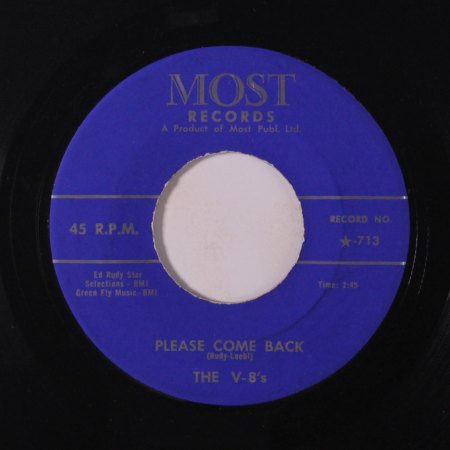 MOST
RECORDS
A Product of Most Publ. Ltd.
45 R.P.M.
RECORD NO.
★-713
Ed Rudy Star
Selections - BMI
Green Fly Music-BMI
Time: 2:45
PLEASE COME BACK
(Rudy-Loebl)
THE V-8's